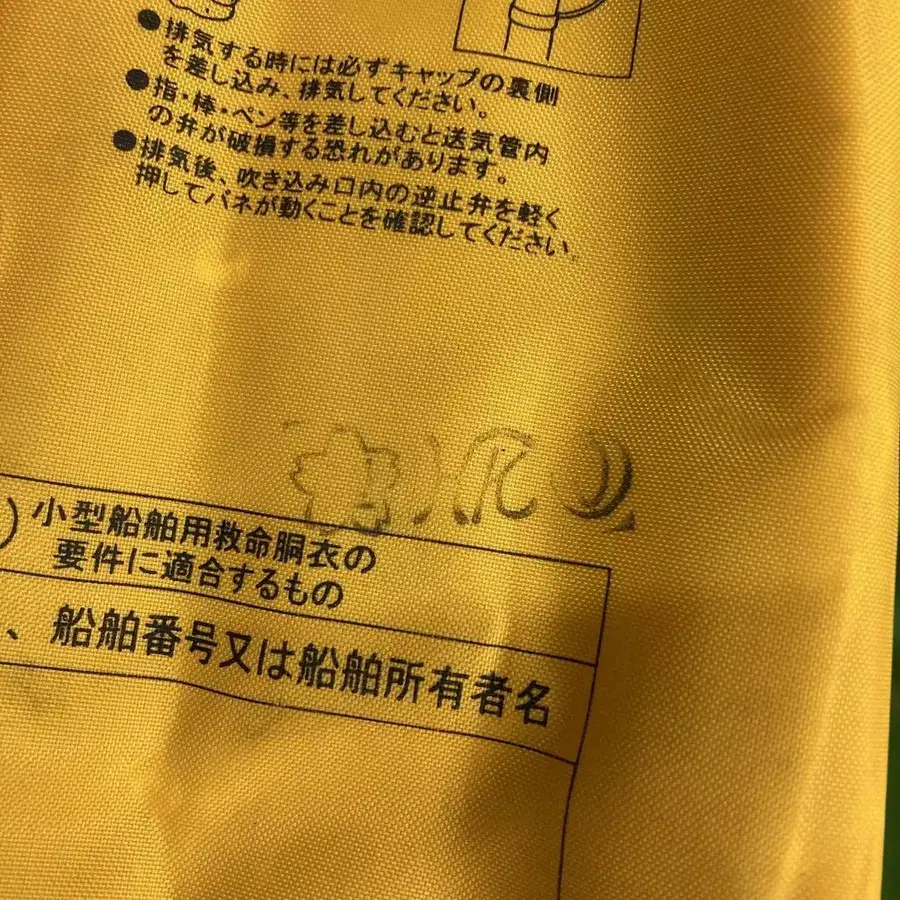 ●排気する時には必ずキャップの裏側
を差し込み、排気してください。
●指・棒・ペン等を差し込むと送気管内
の弁が破損する恐れがあります。
●排気後、吹き込み口内の逆止弁を軽く
押してバネが動くことを確認してください。
)小型船舶用救命胴衣の
要件に適合するもの
、船舶番号又は船舶所有者名